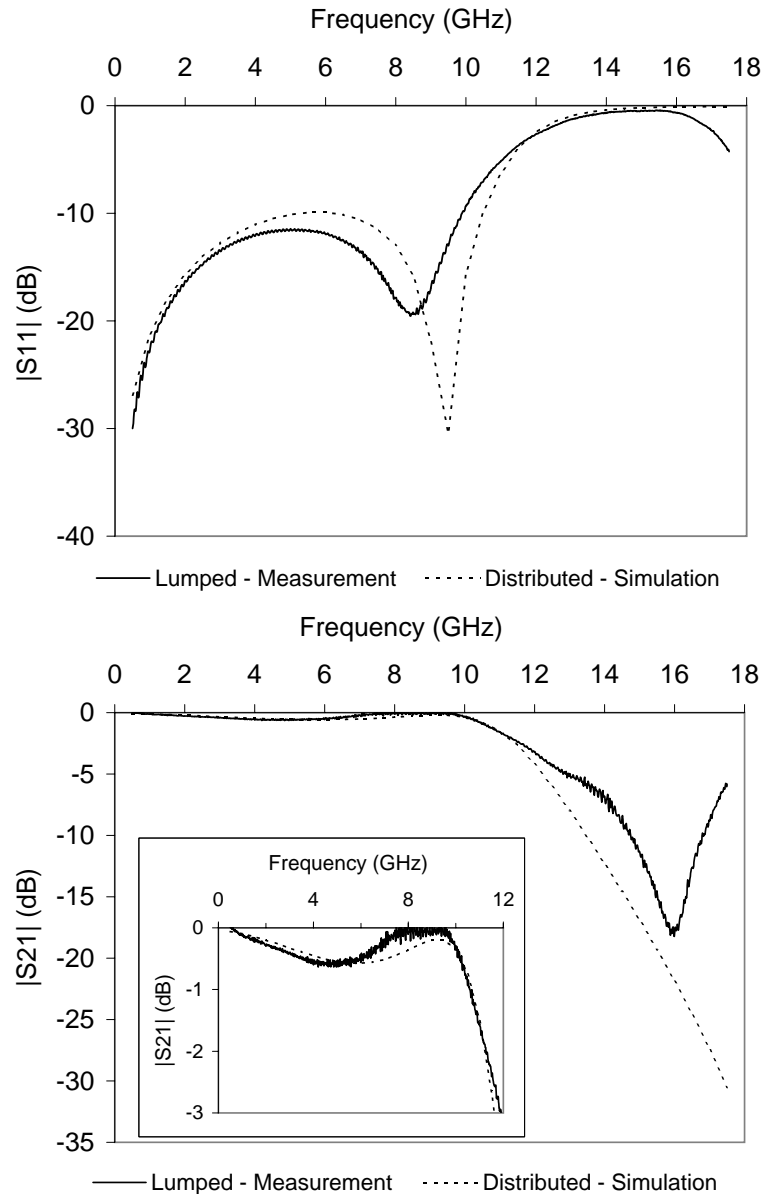 Frequency (GHz)
0 2 4 6 8 10 12 14 16 18
0
-10
-20
-30
-40
|S11| (dB)
Lumped - Measurement Distributed - Simulation
Frequency (GHz)
0 2 4 6 8 10 12 14 16 18
0
-5
-10
-15
-20
-25
-30
-35
|S21| (dB)
Frequency (GHz)
0 4 8 12
0
-1
-2
-3
|S21| (dB)
Lumped - Measurement Distributed - Simulation